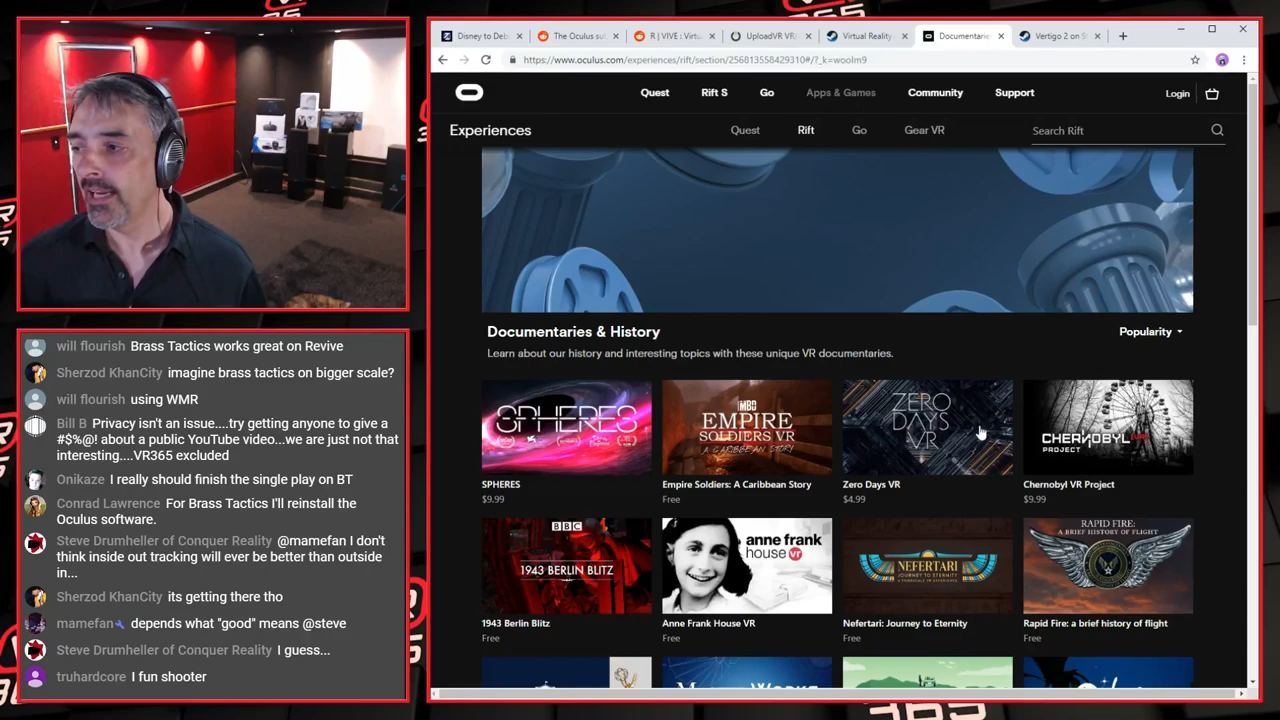 Disney to Deb
The Oculus sul
R | VIVE : Virtu
UploadVR VR/
Virtual Reality
Documentarie
Vertigo 2 on S
https://www.oculus.com/experiences/rift/section/256813558429310#/?_k=woolm9
Quest Rift S Go Apps & Games Community Support Login
Experiences Quest Rift Go Gear VR Search Rift
Documentaries & History
Popularity
Learn about our history and interesting topics with these unique VR documentaries.
SPHERES
EMPIRE
SOLDIERS VR
A CARIBBEAN STORY
ZERO
DAYS
VR
CHERNOBYL
PROJECT
SPHERES
$9.99
Empire Soldiers: A Caribbean Story
Free
Zero Days VR
$4.99
Chernobyl VR Project
$9.99
BBC
1943 BERLIN BLITZ
anne frank
house vr
NEFERTARI
JOURNEY TO ETERNITY
RAPID FIRE:
A BRIEF HISTORY OF FLIGHT
1943 Berlin Blitz
Free
Anne Frank House VR
Free
Nefertari: Journey to Eternity
Free
Rapid Fire: a brief history of flight
Free
will flourish Brass Tactics works great on Revive
Sherzod KhanCity imagine brass tactics on bigger scale?
will flourish using WMR
Bill B Privacy isn't an issue....try getting anyone to give a
#$%@! about a public YouTube video...we are just not that
interesting....VR365 excluded
Onikaze I really should finish the single play on BT
Conrad Lawrence For Brass Tactics I'll reinstall the
Oculus software.
Steve Drumheller of Conquer Reality @mamefan I don't
think inside out tracking will ever be better than outside
in...
Sherzod KhanCity its getting there tho
mamefan depends what "good" means @steve
Steve Drumheller of Conquer Reality I guess...
truhardcore I fun shooter
365